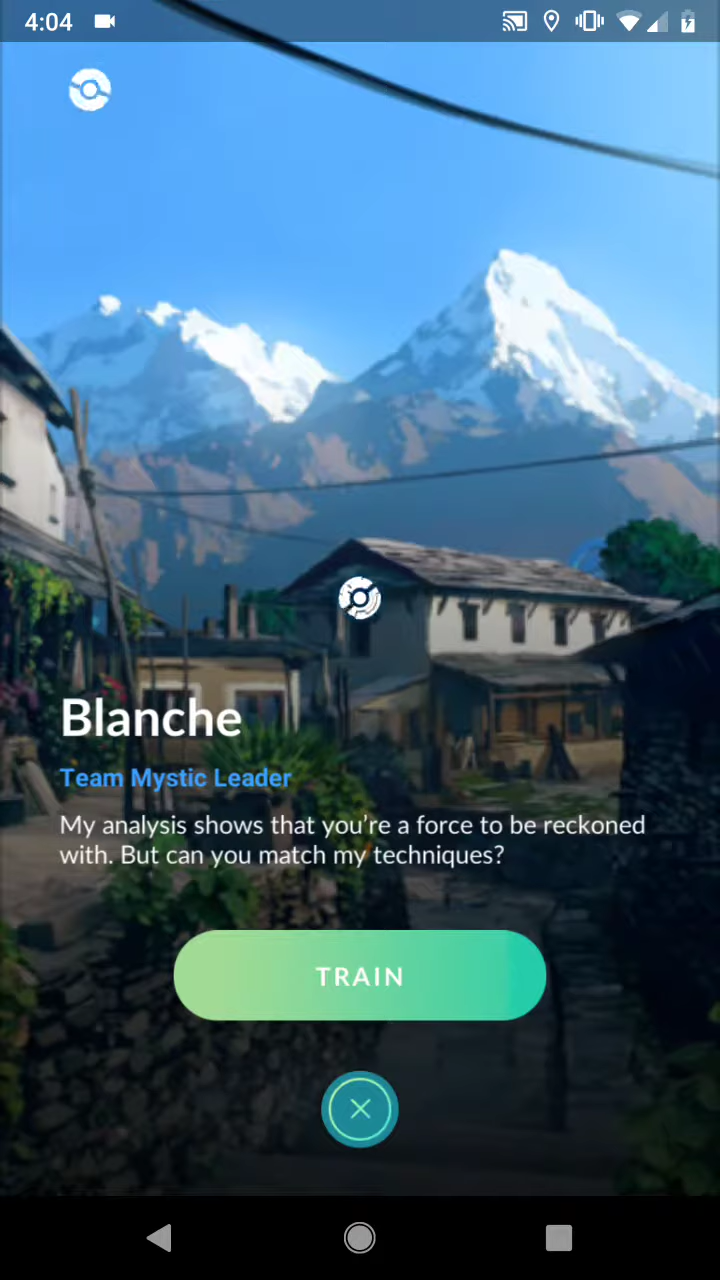 4:04
Blanche
Team Mystic Leader
My analysis shows that you're a force to be reckoned
with. But can you match my techniques?
TRAIN